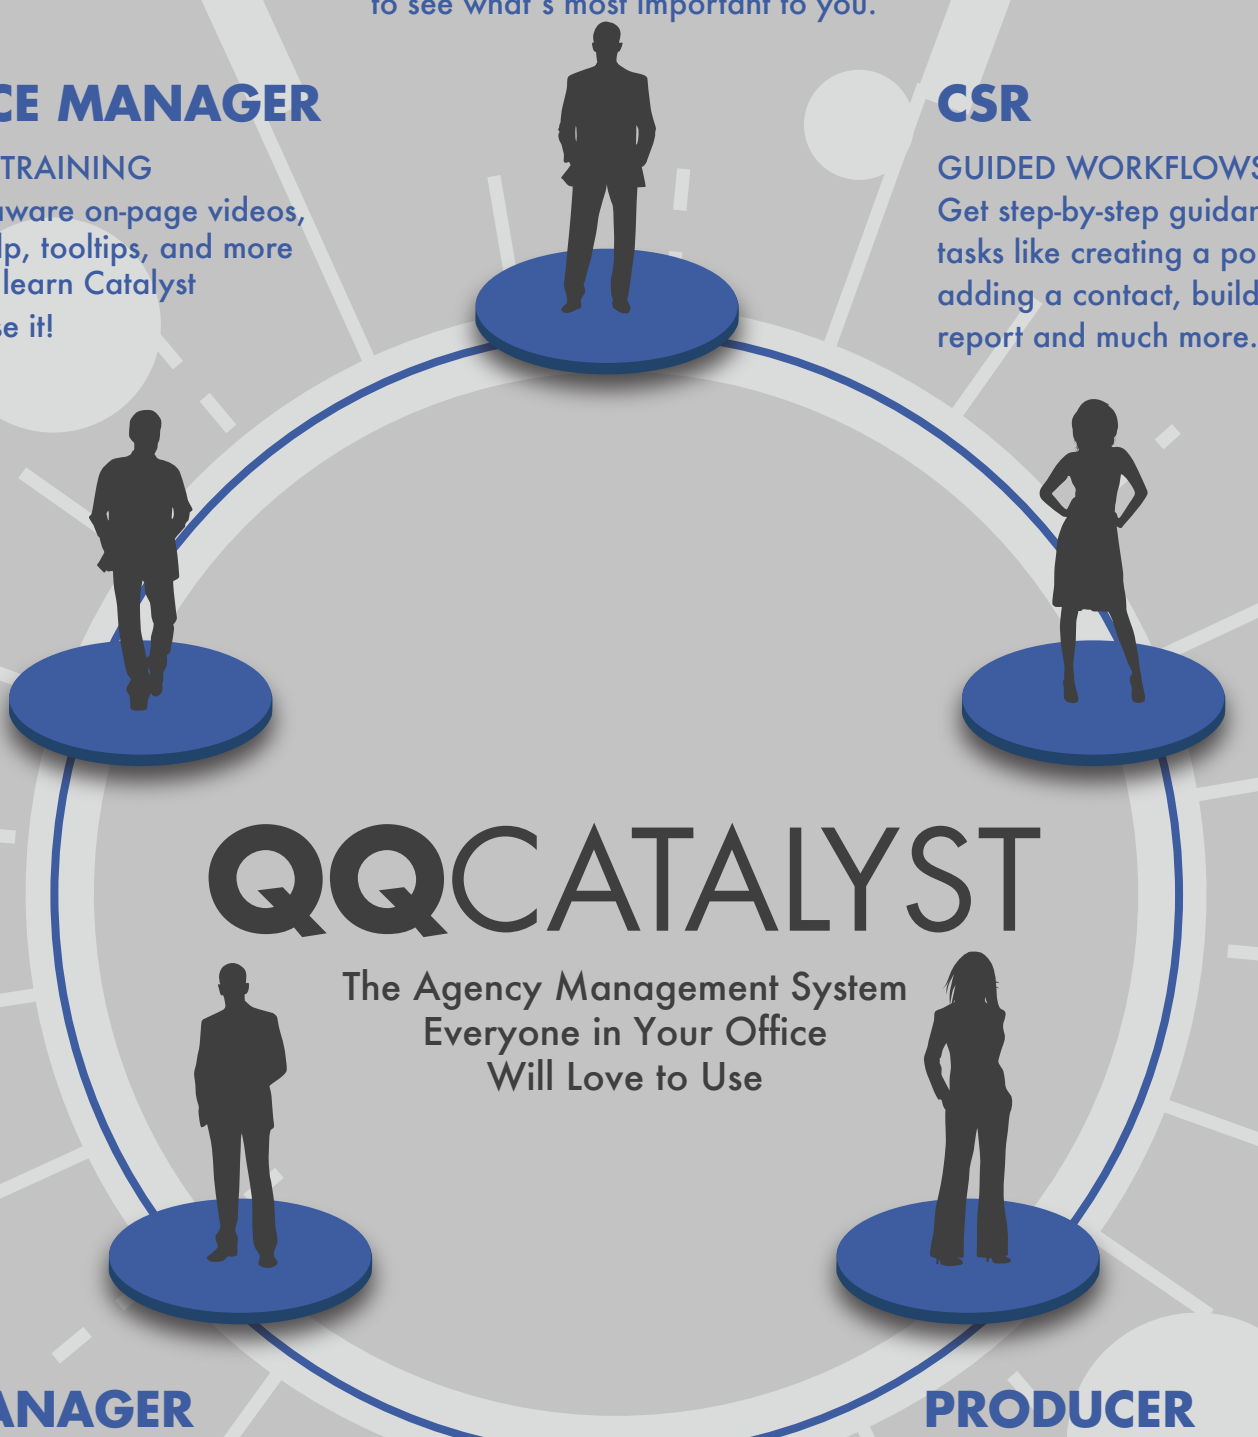 to see what's most important to you.
CE MANAGER
TRAINING
aware on-page videos,
lp, tooltips, and more
learn Catalyst
se it!
CSR
GUIDED WORKFLOWS
Get step-by-step guidan
tasks like creating a po
adding a contact, build
report and much more.
QQCATALYST
The Agency Management System
Everyone in Your Office
Will Love to Use
ANAGER
PRODUCER